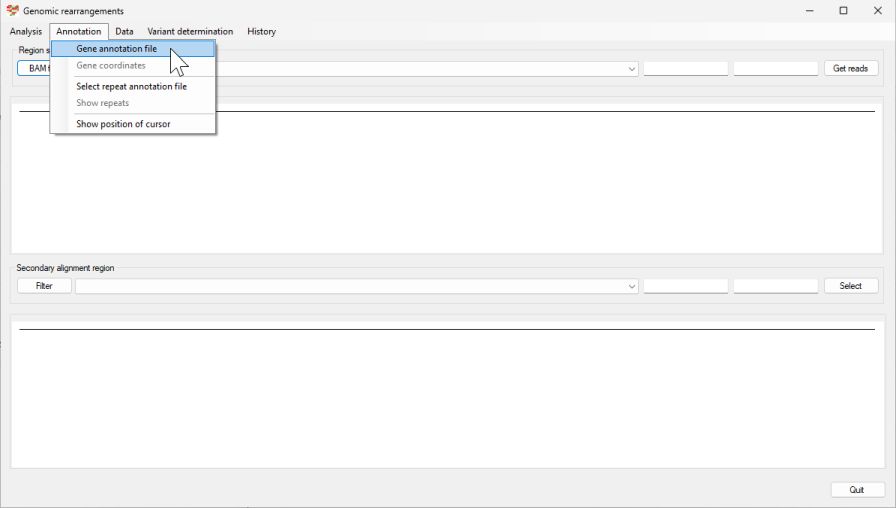 Genomic rearrangements
Analysis Annotation Data Variant determination History
Region s
Gene annotation file
BAM
Get reads
Gene coordinates
Select repeat annotation file
Show repeats
Show position of cursor
Secondary alignment region
Filter
Select
Quit